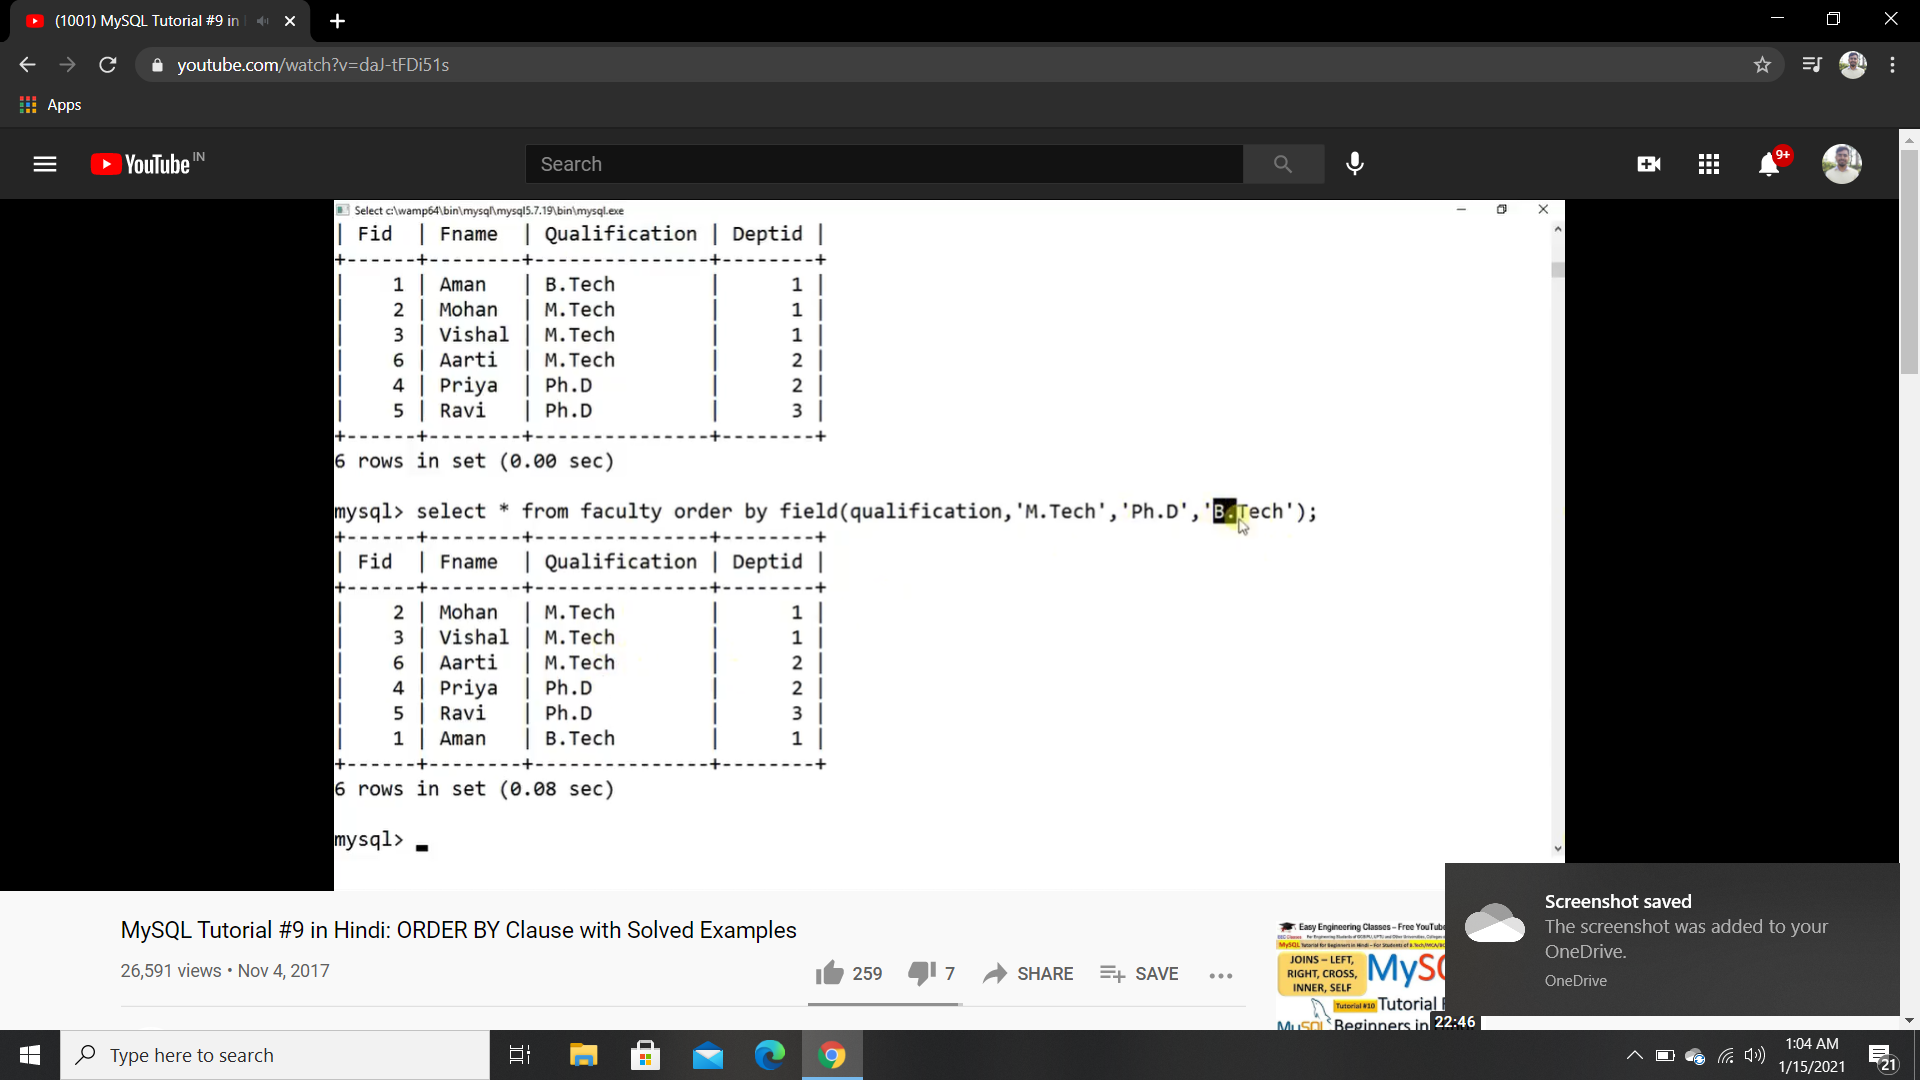 (1001) MySQL Tutorial #9 in
youtube.com/watch?v=daJ-tFDi51s
Apps
YouTube IN
Search
9+
Select c:\wamp64\bin\mysql\mysql5.7.19\bin\mysql.exe
| Fid | Fname | Qualification | Deptid |
+------+--------+---------------+--------+
| 1 | Aman | B.Tech | 1 |
| 2 | Mohan | M.Tech | 1 |
| 3 | Vishal | M.Tech | 1 |
| 6 | Aarti | M.Tech | 2 |
| 4 | Priya | Ph.D | 2 |
| 5 | Ravi | Ph.D | 3 |
+------+--------+---------------+--------+
6 rows in set (0.00 sec)
mysql> select * from faculty order by field(qualification,'M.Tech','Ph.D','B.Tech');
+------+--------+---------------+--------+
| Fid | Fname | Qualification | Deptid |
+------+--------+---------------+--------+
| 2 | Mohan | M.Tech | 1 |
| 3 | Vishal | M.Tech | 1 |
| 6 | Aarti | M.Tech | 2 |
| 4 | Priya | Ph.D | 2 |
| 5 | Ravi | Ph.D | 3 |
| 1 | Aman | B.Tech | 1 |
+------+--------+---------------+--------+
6 rows in set (0.08 sec)
mysql> _
MySQL Tutorial #9 in Hindi: ORDER BY Clause with Solved Examples
26,591 views • Nov 4, 2017
259 7 SHARE SAVE
Easy Engineering Classes – Free YouTube
JOINS – LEFT,
RIGHT, CROSS,
INNER, SELF
Tutorial #10
22:46
Screenshot saved
The screenshot was added to your
OneDrive.
OneDrive
Type here to search
1:04 AM
1/15/2021
21